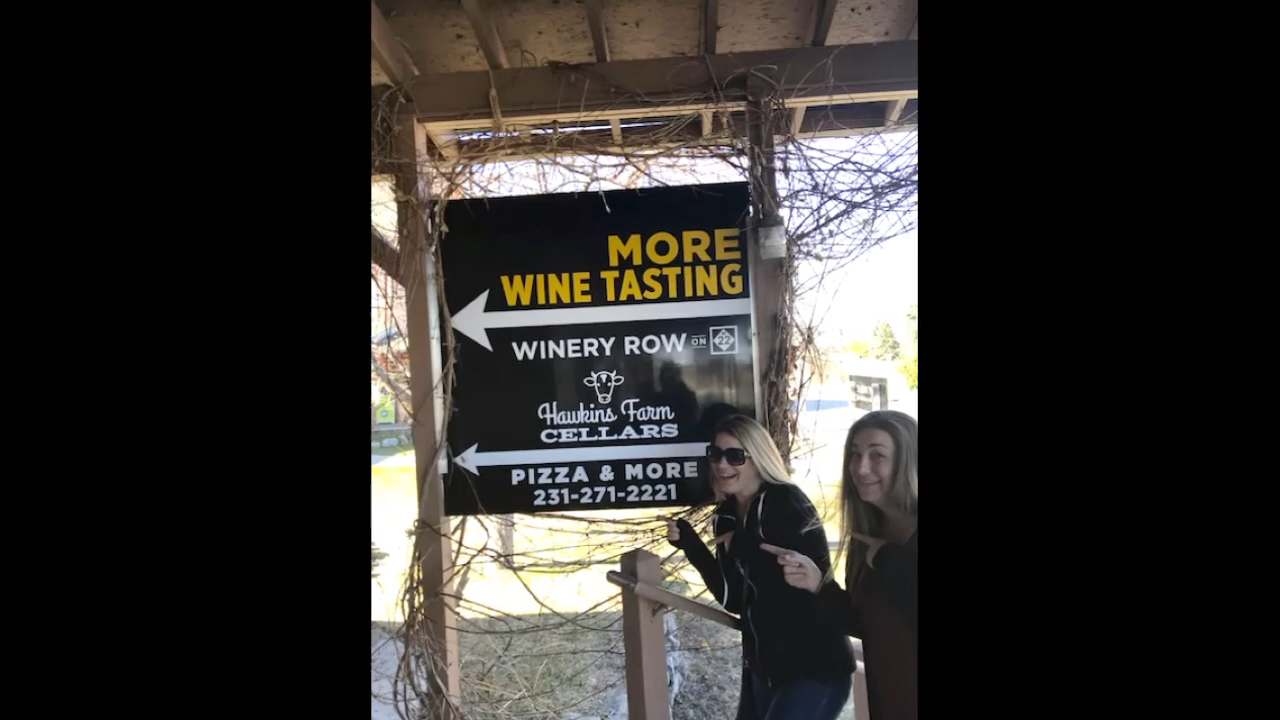 MORE
WINE TASTING
WINERY ROW ON 22
Hawkins Farm
CELLARS
PIZZA & MORE
231-271-2221